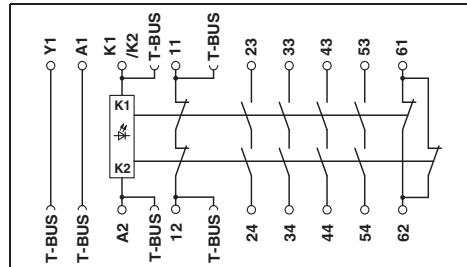 Y1
A1
K1
/K2
T-BUS
11
T-BUS
23
33
43
53
61
K1
K2
T-BUS
T-BUS
A2
T-BUS
12
T-BUS
24
34
44
54
62